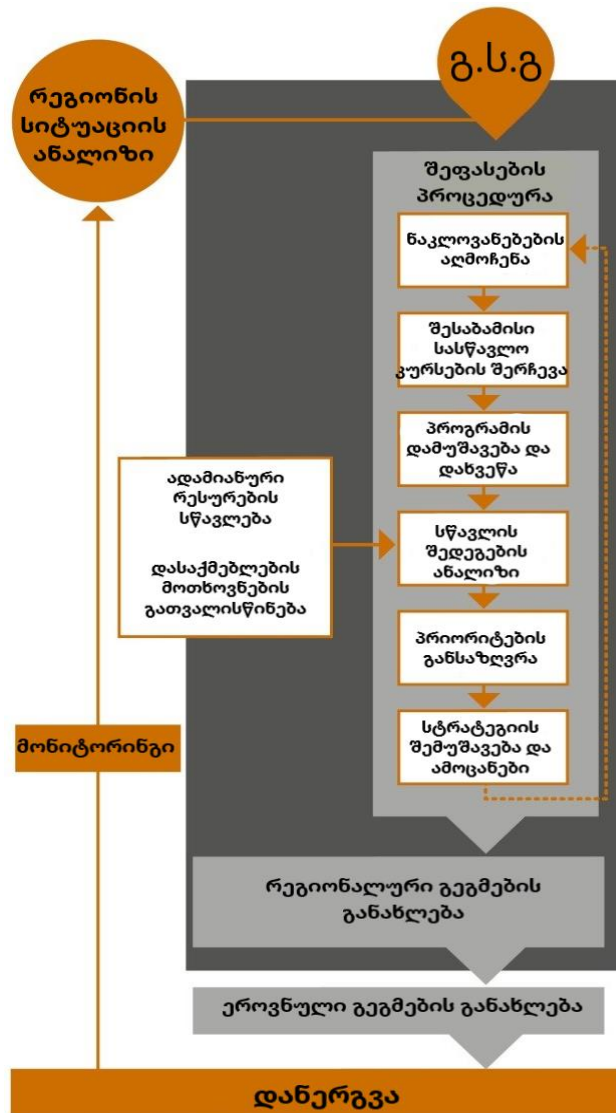 გ.ს.გ
რეგიონის
სიტუაციის
ანალიზი
შეფასების
პროცედურა
ნაკლოვანებების
აღმოჩენა
შესაბამისი
სასწავლო
კურსების შერჩევა
პროგრამის
დამუშავება და
დახვეწა
ადამიანური
რესურების
სწავლება
დასაქმებლების
მოთხოვნების
გათვალისწინება
სწავლის
შედეგების
ანალიზი
პრიორიტების
განსაზღვრა
სტრატეგიის
შემუშავება და
ამოცანები
მონიტორინგი
რეგიონალური გეგმების
განახლება
ეროვნული გეგმების განახლება
დანერგვა